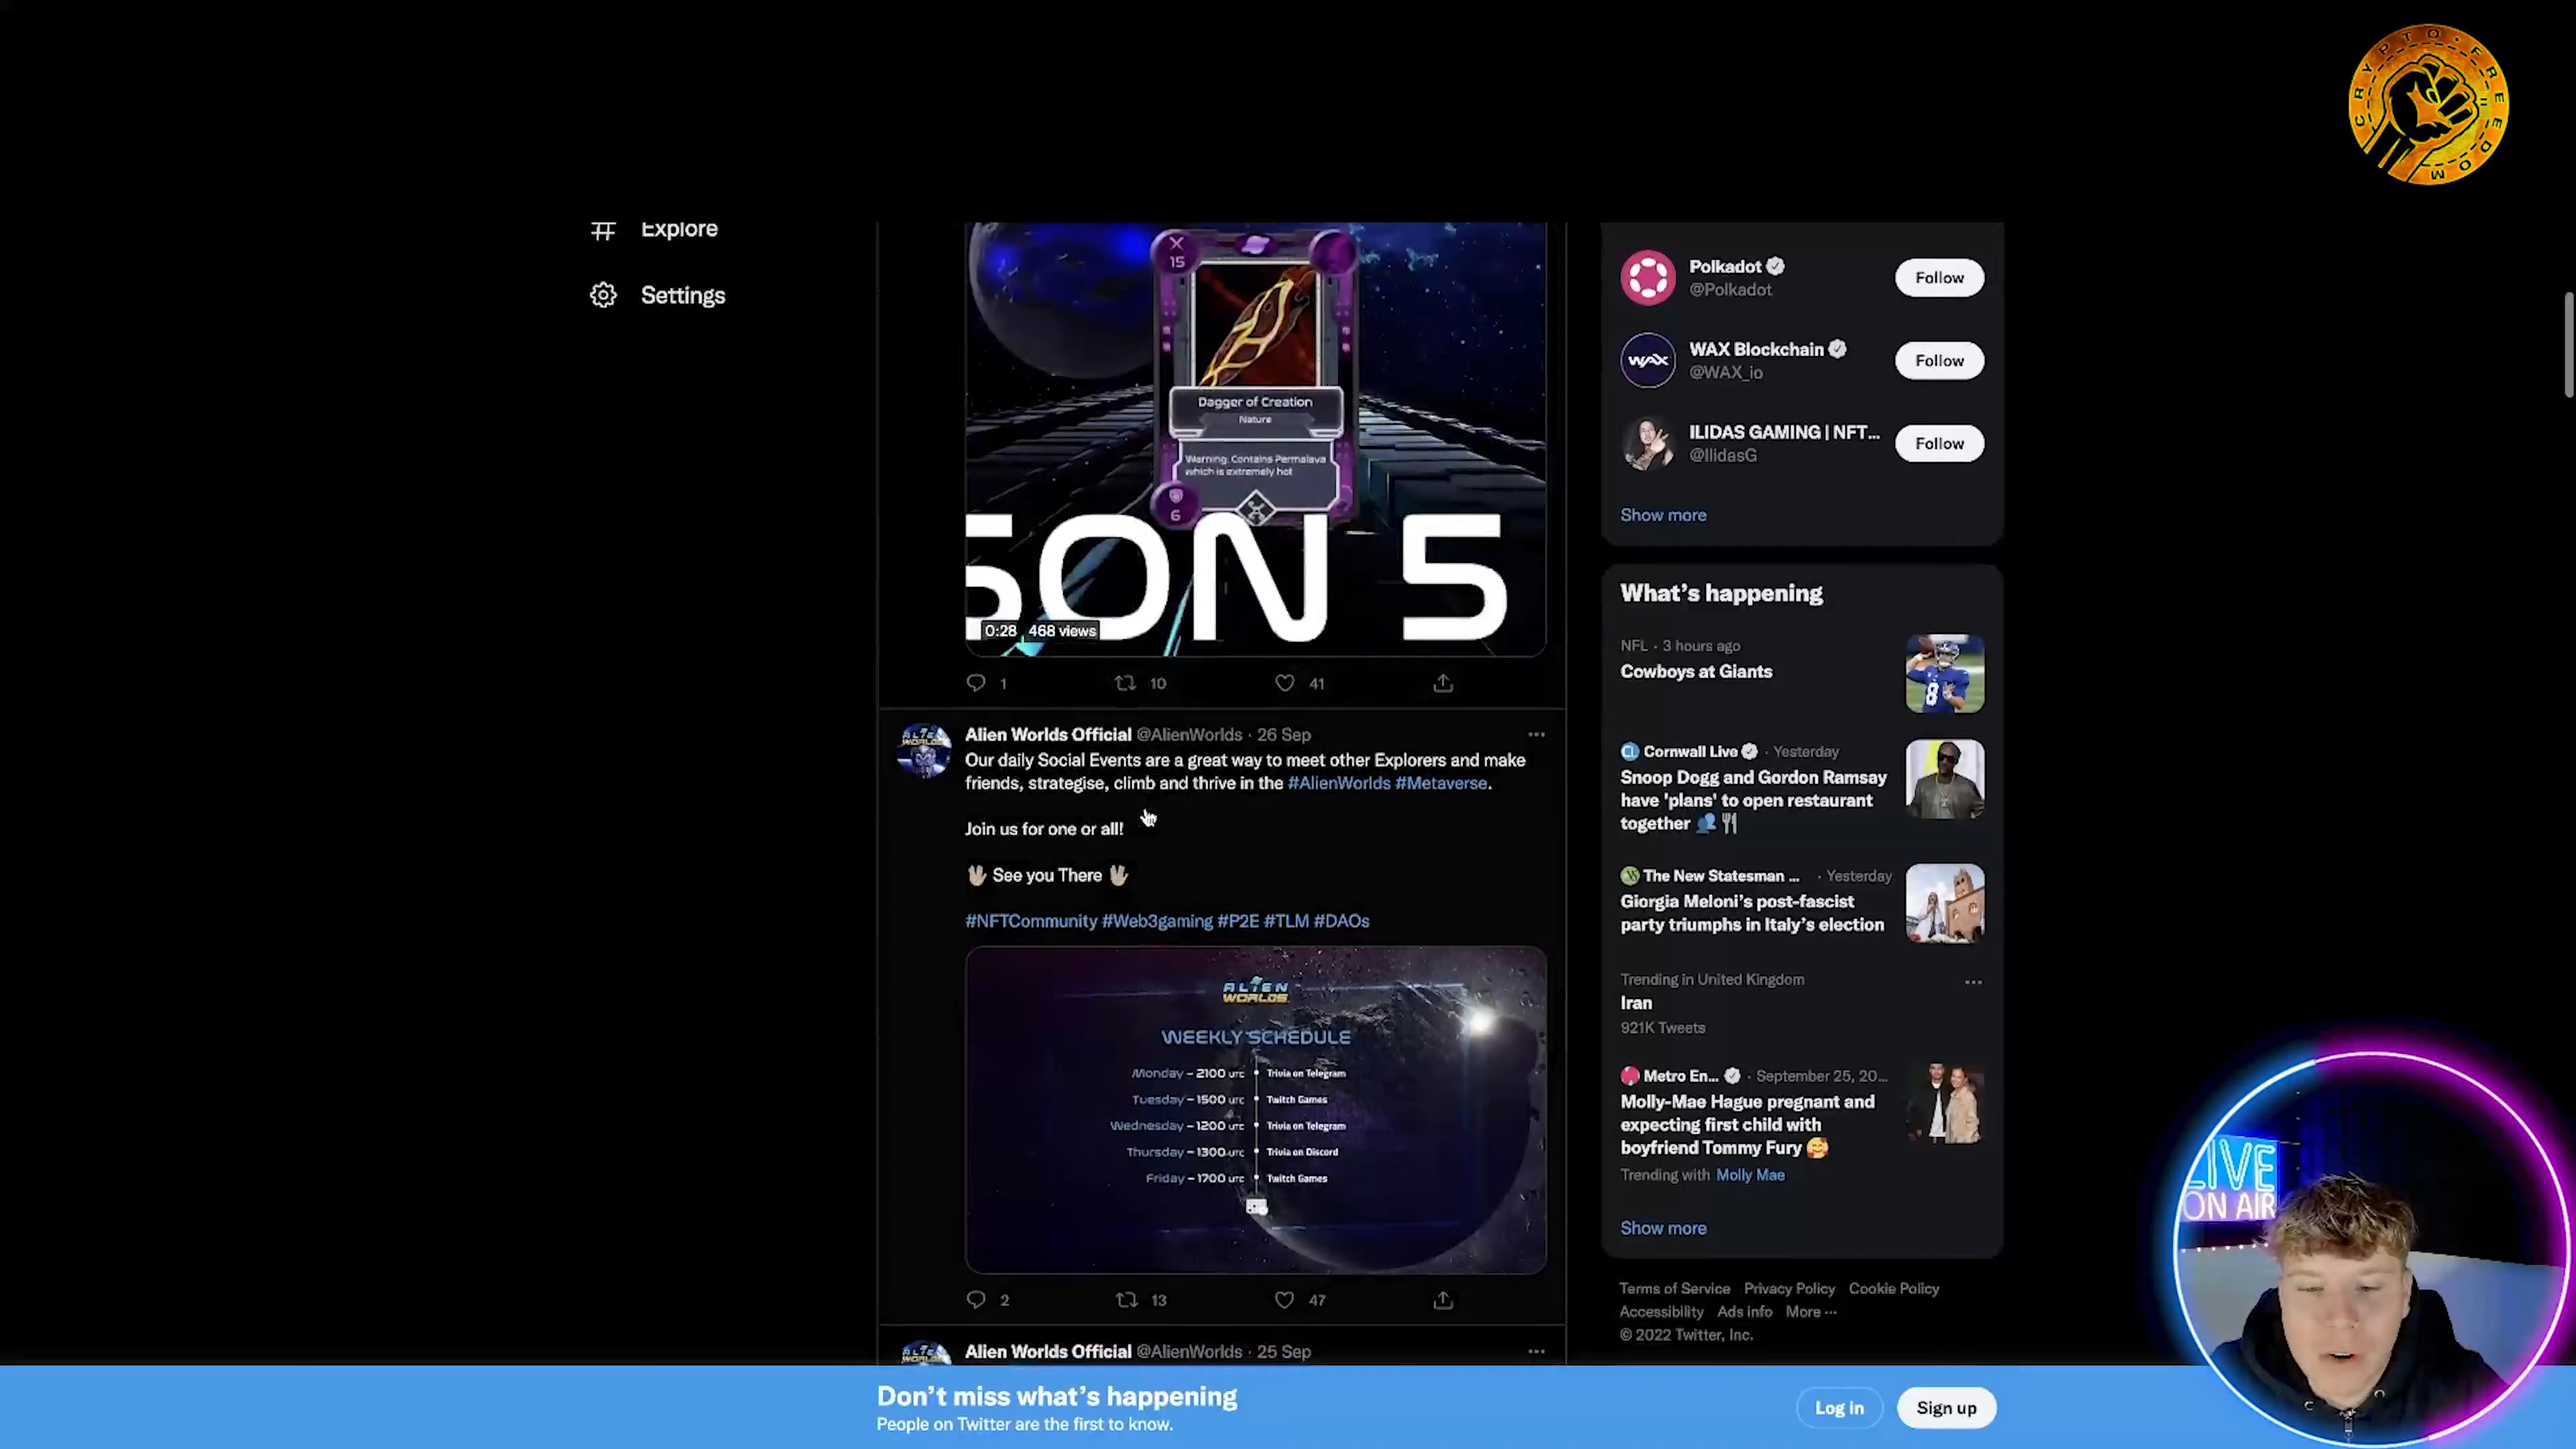 CRYPTO FREEDOM
Explore
Settings
15
Dagger of Creation
Nature
Warning: Contains Permalava
which is extremely hot
6
SON 5
0:28 468 views
1 10 41
Alien Worlds Official @AlienWorlds · 26 Sep
Our daily Social Events are a great way to meet other Explorers and make
friends, strategise, climb and thrive in the #AlienWorlds #Metaverse.
Join us for one or all!
🖖🏼 See you There 🖖🏼
#NFTCommunity #Web3gaming #P2E #TLM #DAOs
ALIEN
WORLDS
WEEKLY SCHEDULE
Monday – 2100 UTC Trivia on Telegram
Tuesday – 1500 UTC Twitch Games
Wednesday – 1200 UTC Trivia on Telegram
Thursday – 1300 UTC Trivia on Discord
Friday – 1700 UTC Twitch Games
2 13 47
Alien Worlds Official @AlienWorlds · 25 Sep
Polkadot
@Polkadot
Follow
WAX
WAX Blockchain
@WAX_io
Follow
ILIDAS GAMING | NFT...
@IlidasG
Follow
Show more
What's happening
NFL · 3 hours ago
Cowboys at Giants
Cornwall Live · Yesterday
Snoop Dogg and Gordon Ramsay
have 'plans' to open restaurant
together 👥🍴
The New Statesman ... · Yesterday
Giorgia Meloni's post-fascist
party triumphs in Italy's election
Trending in United Kingdom
Iran
921K Tweets
Metro En... · September 25, 20...
Molly-Mae Hague pregnant and
expecting first child with
boyfriend Tommy Fury 🥰
Trending with Molly Mae
Show more
Terms of Service Privacy Policy Cookie Policy
Accessibility Ads info More ···
© 2022 Twitter, Inc.
LIVE
ON AIR
Don't miss what's happening
People on Twitter are the first to know.
Log in
Sign up